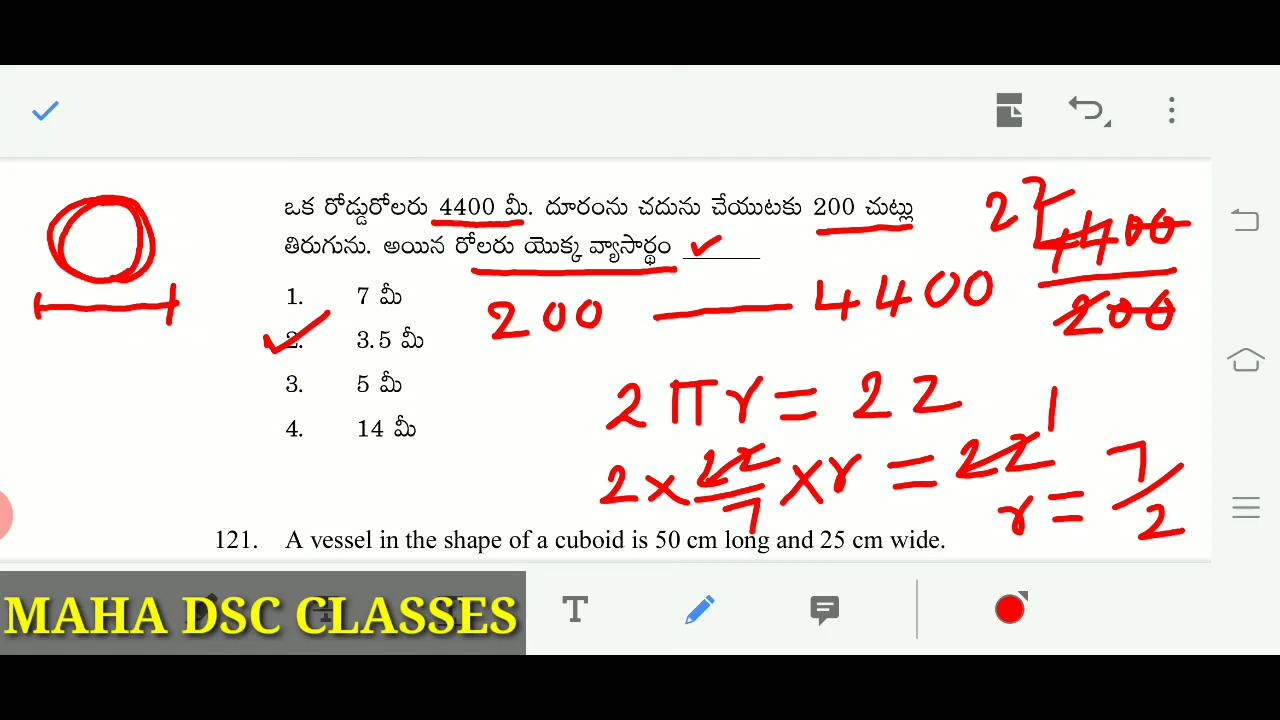 ఒక రోడ్డురోలరు 4400 మీ. దూరంను చదును చేయుటకు 200 చుట్లు
తిరుగును. అయిన రోలరు యొక్క వ్యాసార్థం ______
1. 7 మీ
2. 3.5 మీ
3. 5 మీ
4. 14 మీ
22
4400
200
200 — 4400
2πr = 22
2 × 22/7 × r = 22 1
r = 7/2
121. A vessel in the shape of a cuboid is 50 cm long and 25 cm wide.
MAHA DSC CLASSES
T